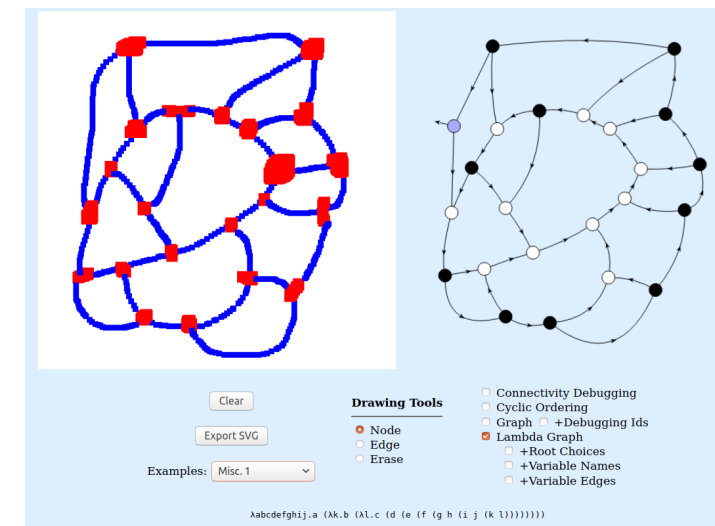 Clear
Export SVG
Examples: Misc. 1
Drawing Tools
Node
Edge
Erase
Connectivity Debugging
Cyclic Ordering
Graph +Debugging Ids
Lambda Graph
+Root Choices
+Variable Names
+Variable Edges
λabcdefghij.a (λk.b (λl.c (d (e (f (g h (i j (k l))))))))